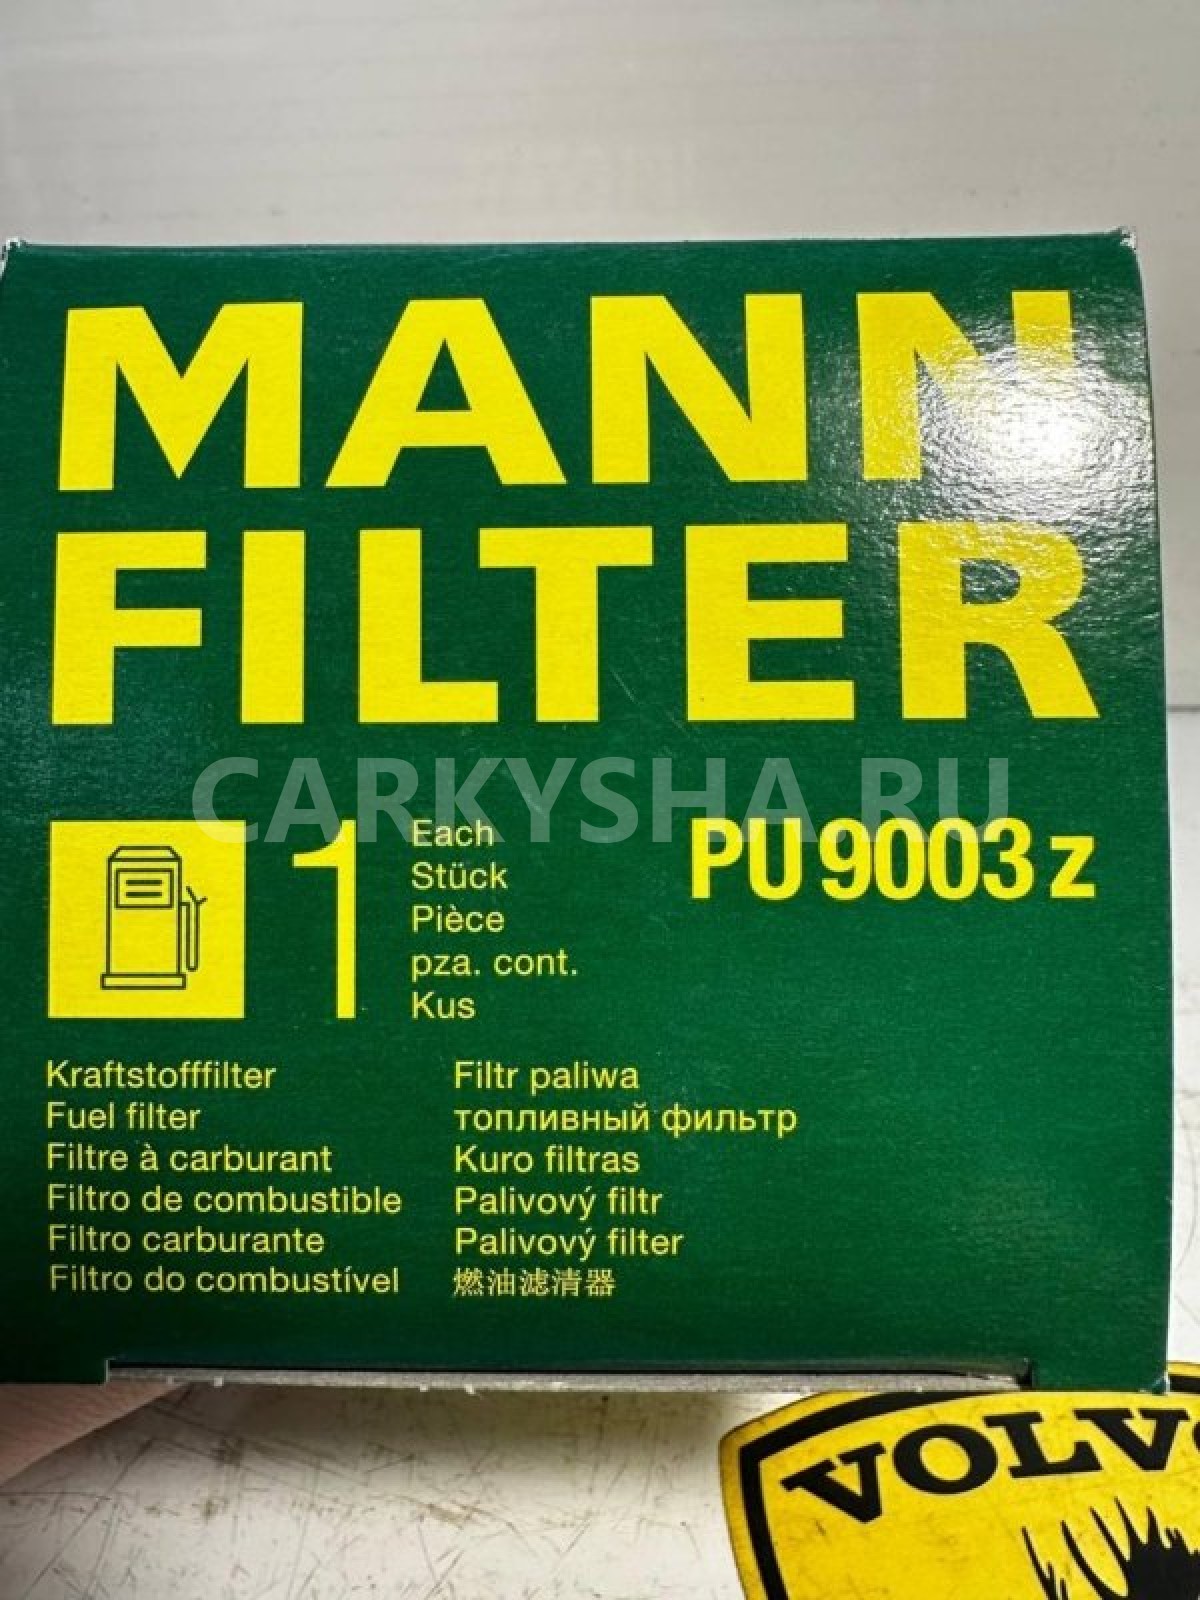 MANN
FILTER
CARKYSHA.RU
1
Each
Stück
Pièce
pza. cont.
Kus
PU 9003 z
Kraftstofffilter
Fuel filter
Filtre à carburant
Filtro de combustible
Filtro carburante
Filtro do combustível
Filtr paliwa
топливный фильтр
Kuro filtras
Palivový filtr
Palivový filter
燃油滤清器